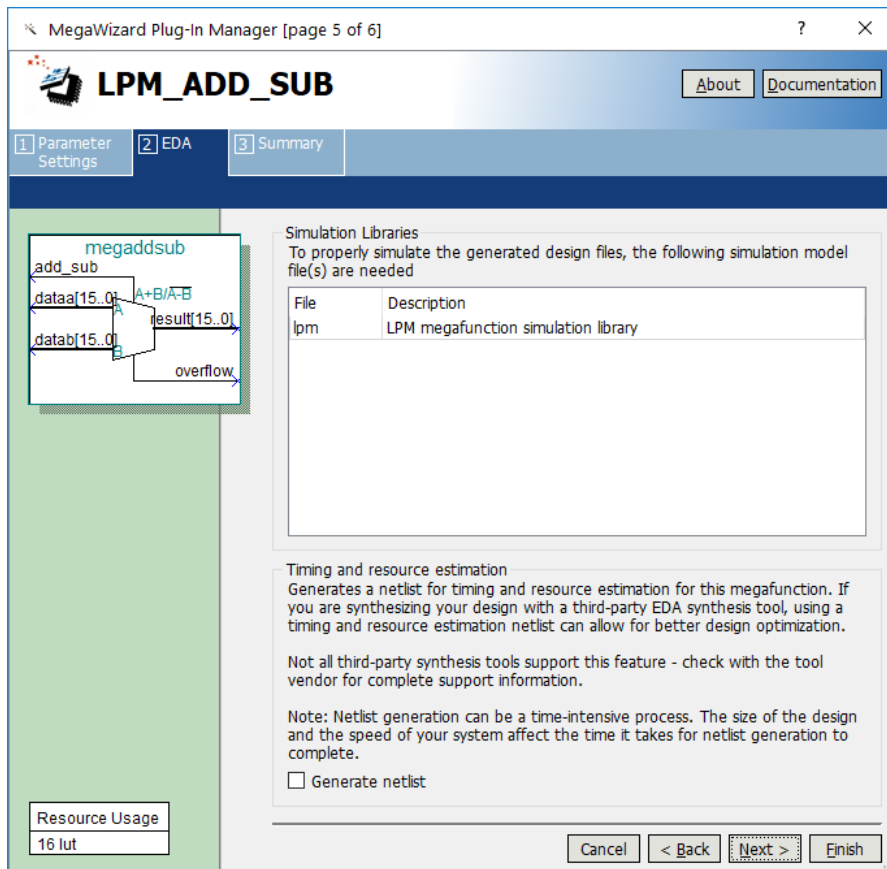 MegaWizard Plug-In Manager [page 5 of 6]
?
LPM_ADD_SUB
About
Documentation
1 Parameter Settings
2 EDA
3 Summary
megaddsub
add_sub
dataa[15..0]
A+B/A-B
A
result[15..0]
datab[15..0]
B
overflow
Simulation Libraries
To properly simulate the generated design files, the following simulation model
file(s) are needed
File Description
lpm LPM megafunction simulation library
Timing and resource estimation
Generates a netlist for timing and resource estimation for this megafunction. If
you are synthesizing your design with a third-party EDA synthesis tool, using a
timing and resource estimation netlist can allow for better design optimization.
Not all third-party synthesis tools support this feature - check with the tool
vendor for complete support information.
Note: Netlist generation can be a time-intensive process. The size of the design
and the speed of your system affect the time it takes for netlist generation to
complete.
Generate netlist
Resource Usage
16 lut
Cancel
< Back
Next >
Finish